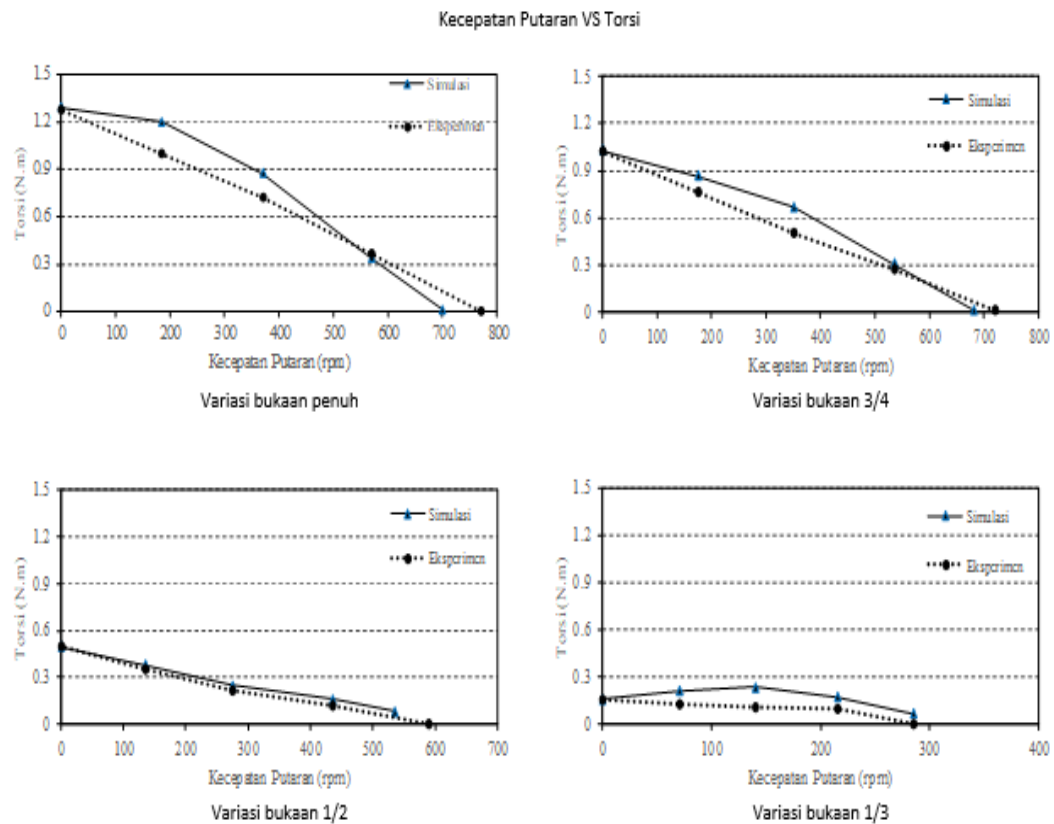 Kecepatan Putaran VS Torsi
1.5
1.2
0.9
0.6
0.3
0
Torsi (N.m)
Simulasi
Eksperimen
0 100 200 300 400 500 600 700 800
Kecepatan Putaran (rpm)
Variasi bukaan penuh
1.5
1.2
0.9
0.6
0.3
0
Torsi (N.m)
Simulasi
Eksperimen
0 100 200 300 400 500 600 700 800
Kecepatan Putaran (rpm)
Variasi bukaan 3/4
1.5
1.2
0.9
0.6
0.3
0
Torsi (N.m)
Simulasi
Eksperimen
0 100 200 300 400 500 600 700
Kecepatan Putaran (rpm)
Variasi bukaan 1/2
1.5
1.2
0.9
0.6
0.3
0
Torsi (N.m)
Simulasi
Eksperimen
0 100 200 300 400
Kecepatan Putaran (rpm)
Variasi bukaan 1/3